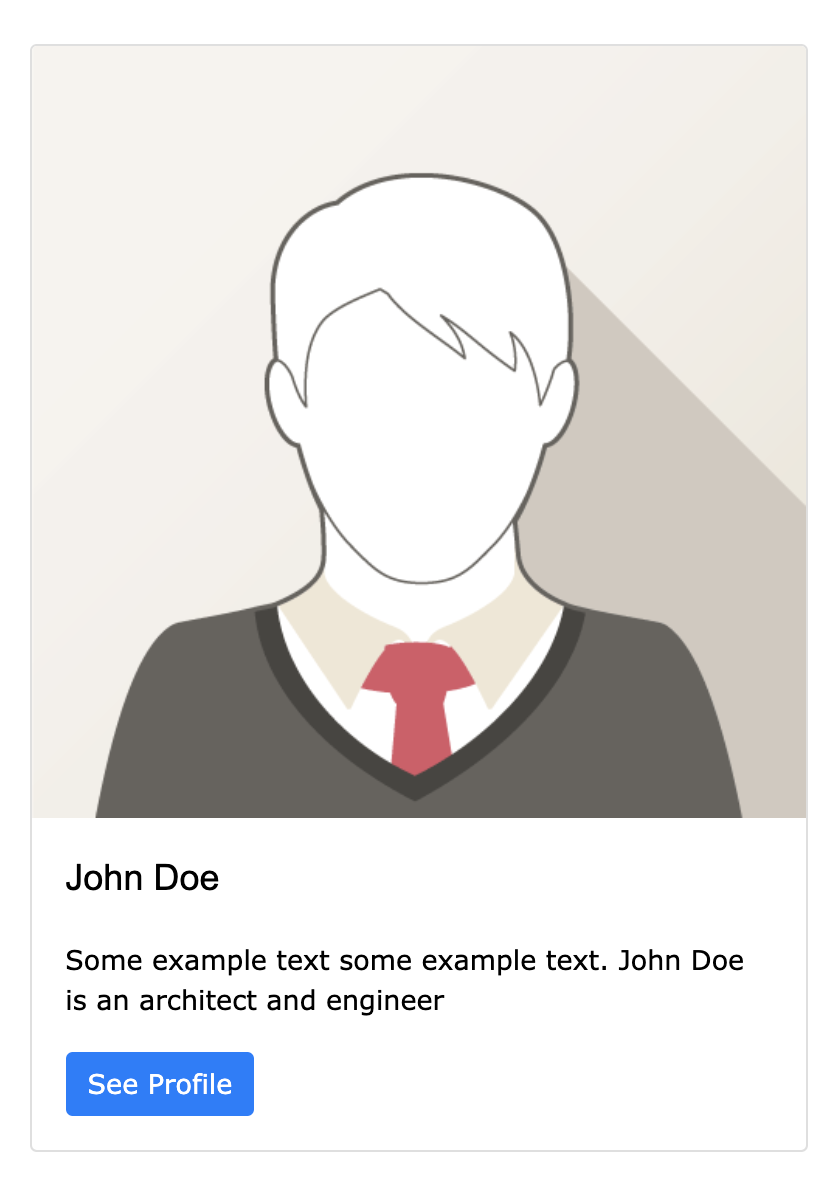 John Doe
Some example text some example text. John Doe
is an architect and engineer
See Profile